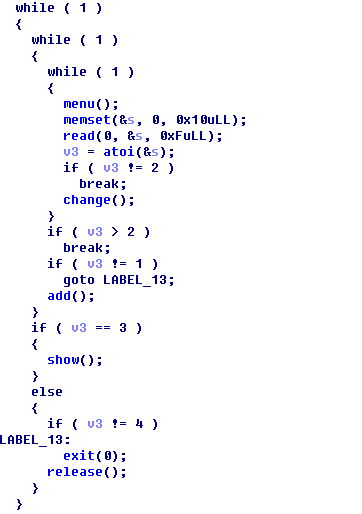 while ( 1 )
{
while ( 1 )
{
while ( 1 )
{
menu();
memset(&s, 0, 0x10uLL);
read(0, &s, 0xFuLL);
v3 = atoi(&s);
if ( v3 != 2 )
break;
change();
}
if ( v3 > 2 )
break;
if ( v3 != 1 )
goto LABEL_13;
add();
}
if ( v3 == 3 )
{
show();
}
else
{
if ( v3 != 4 )
LABEL_13:
exit(0);
release();
}
}